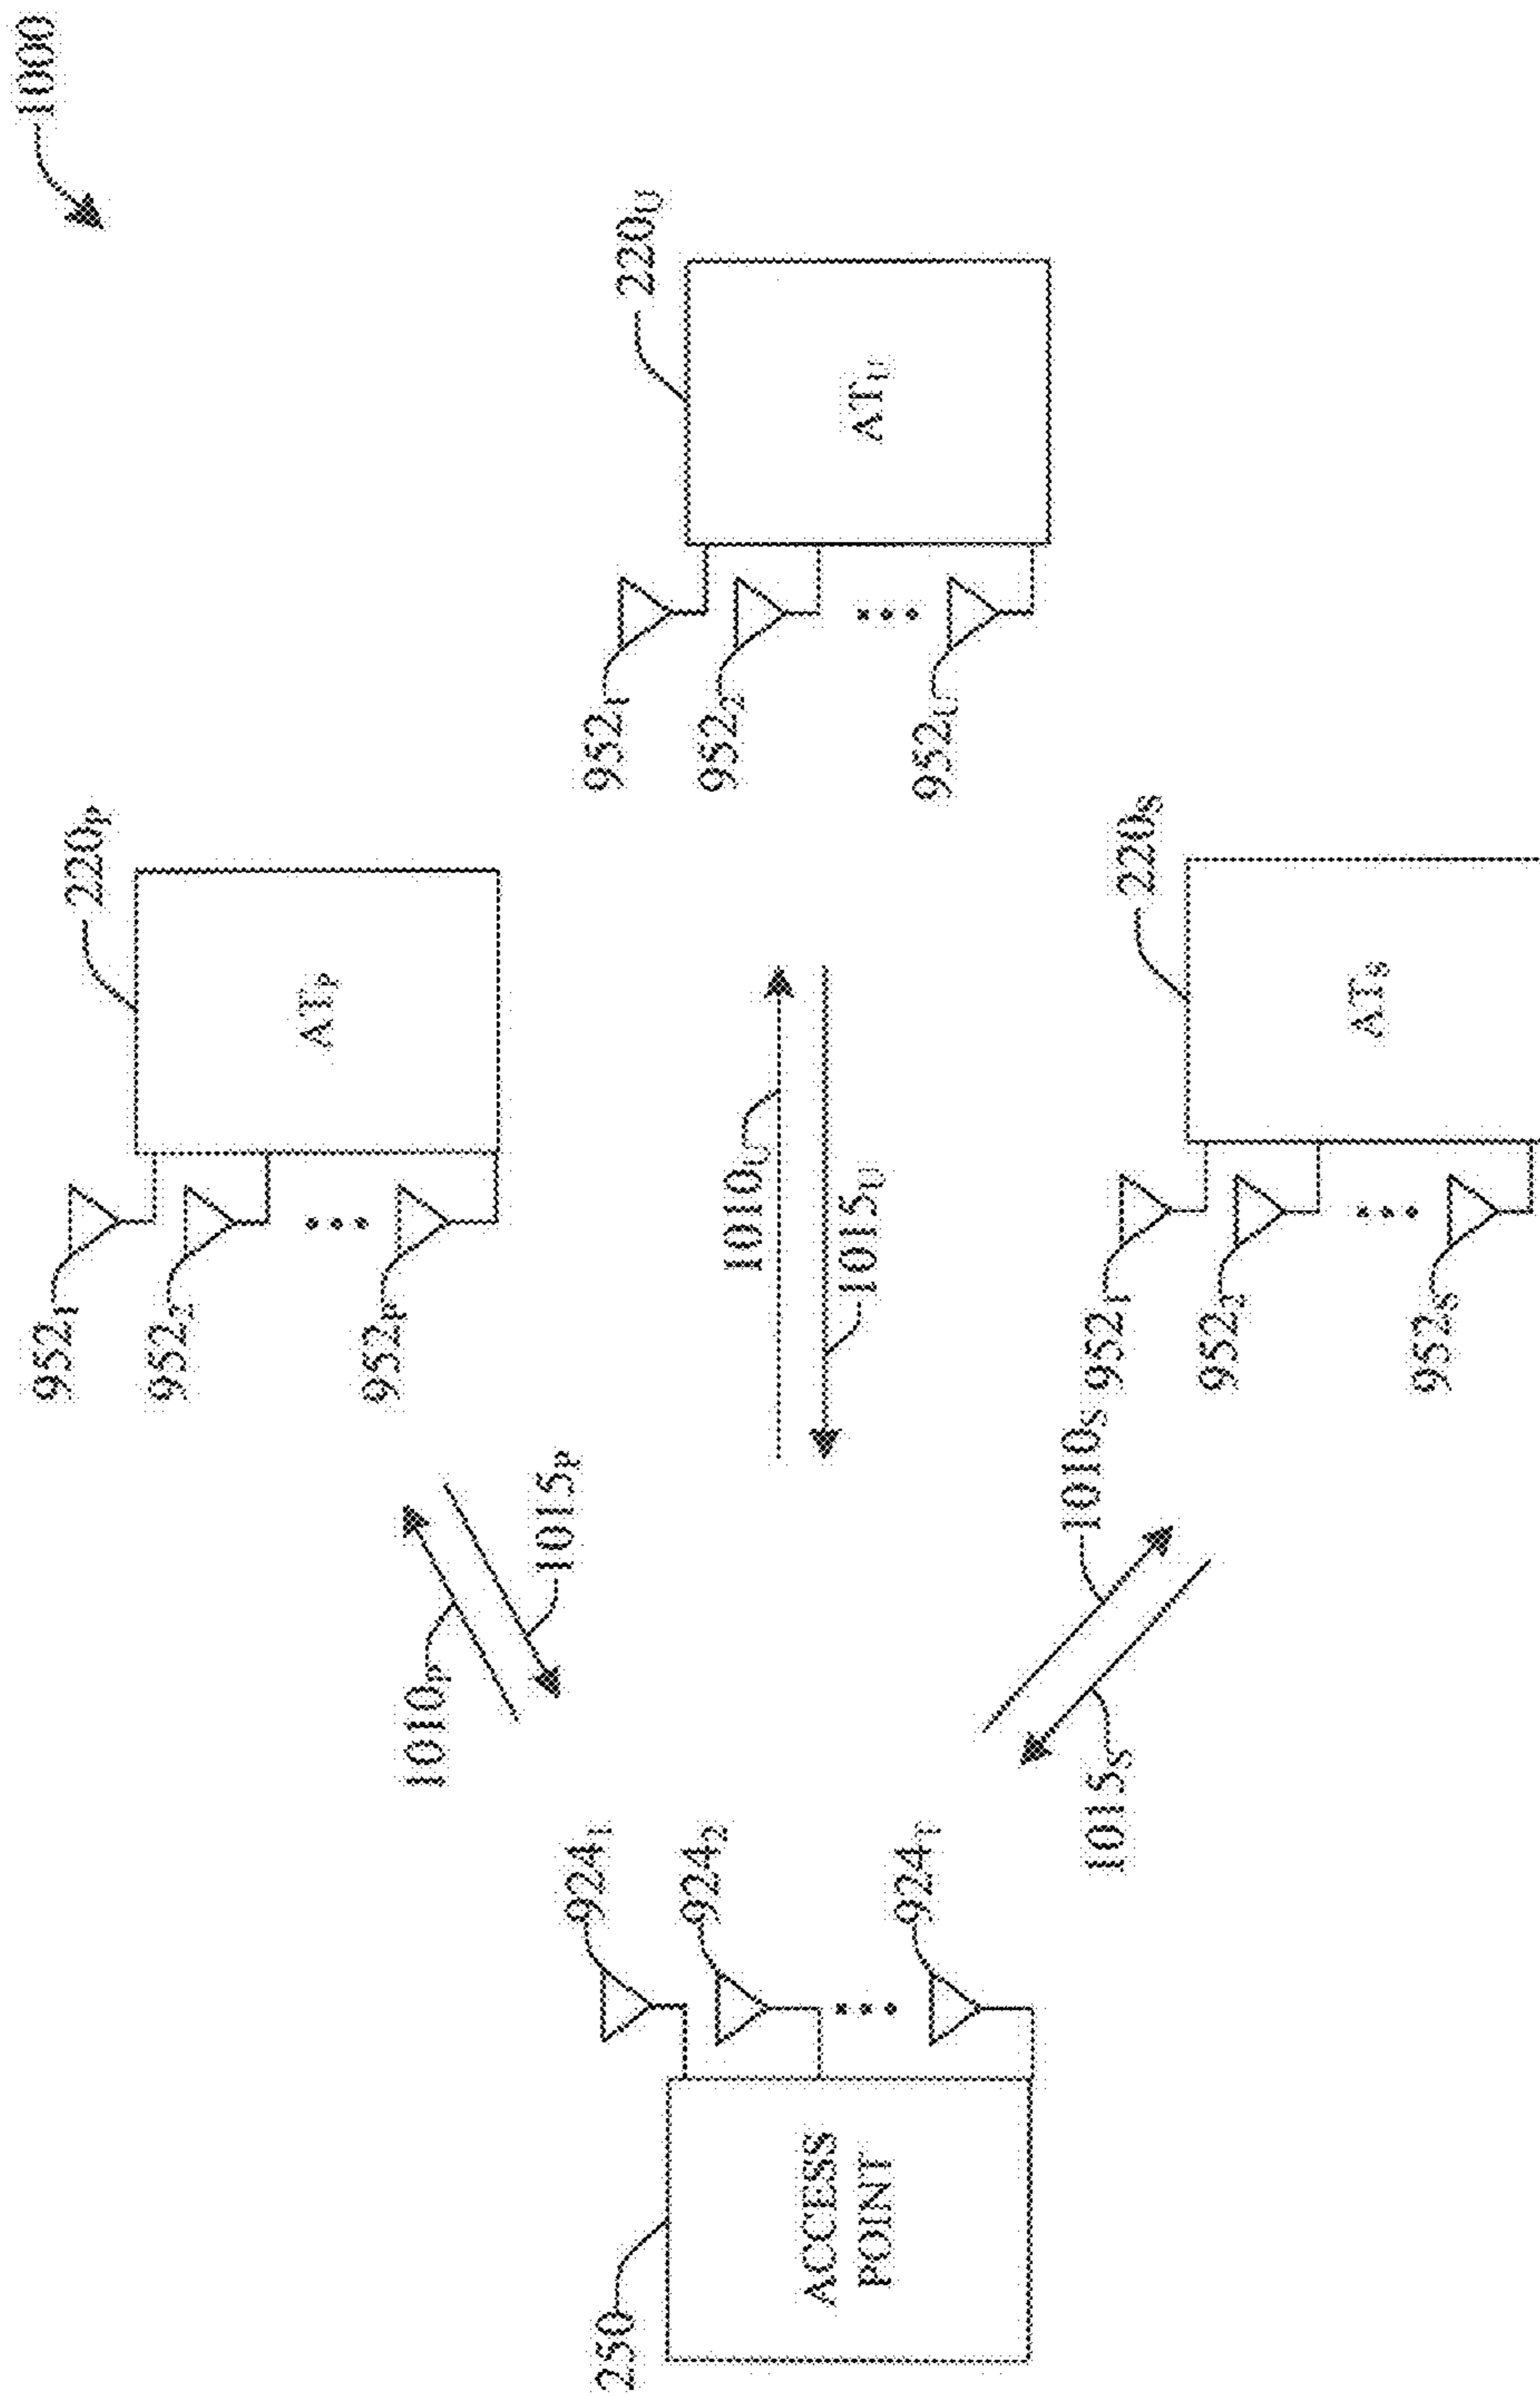 1000
220P
952₁
ATP
952₂
952P
1010P
1015P
220U
952₁
ATU
952₂
952U
1010U
1015U
924₁
250
ACCESS
POINT
924₂
924T
1010S
1015S
220S
952₁
ATS
952₂
952S